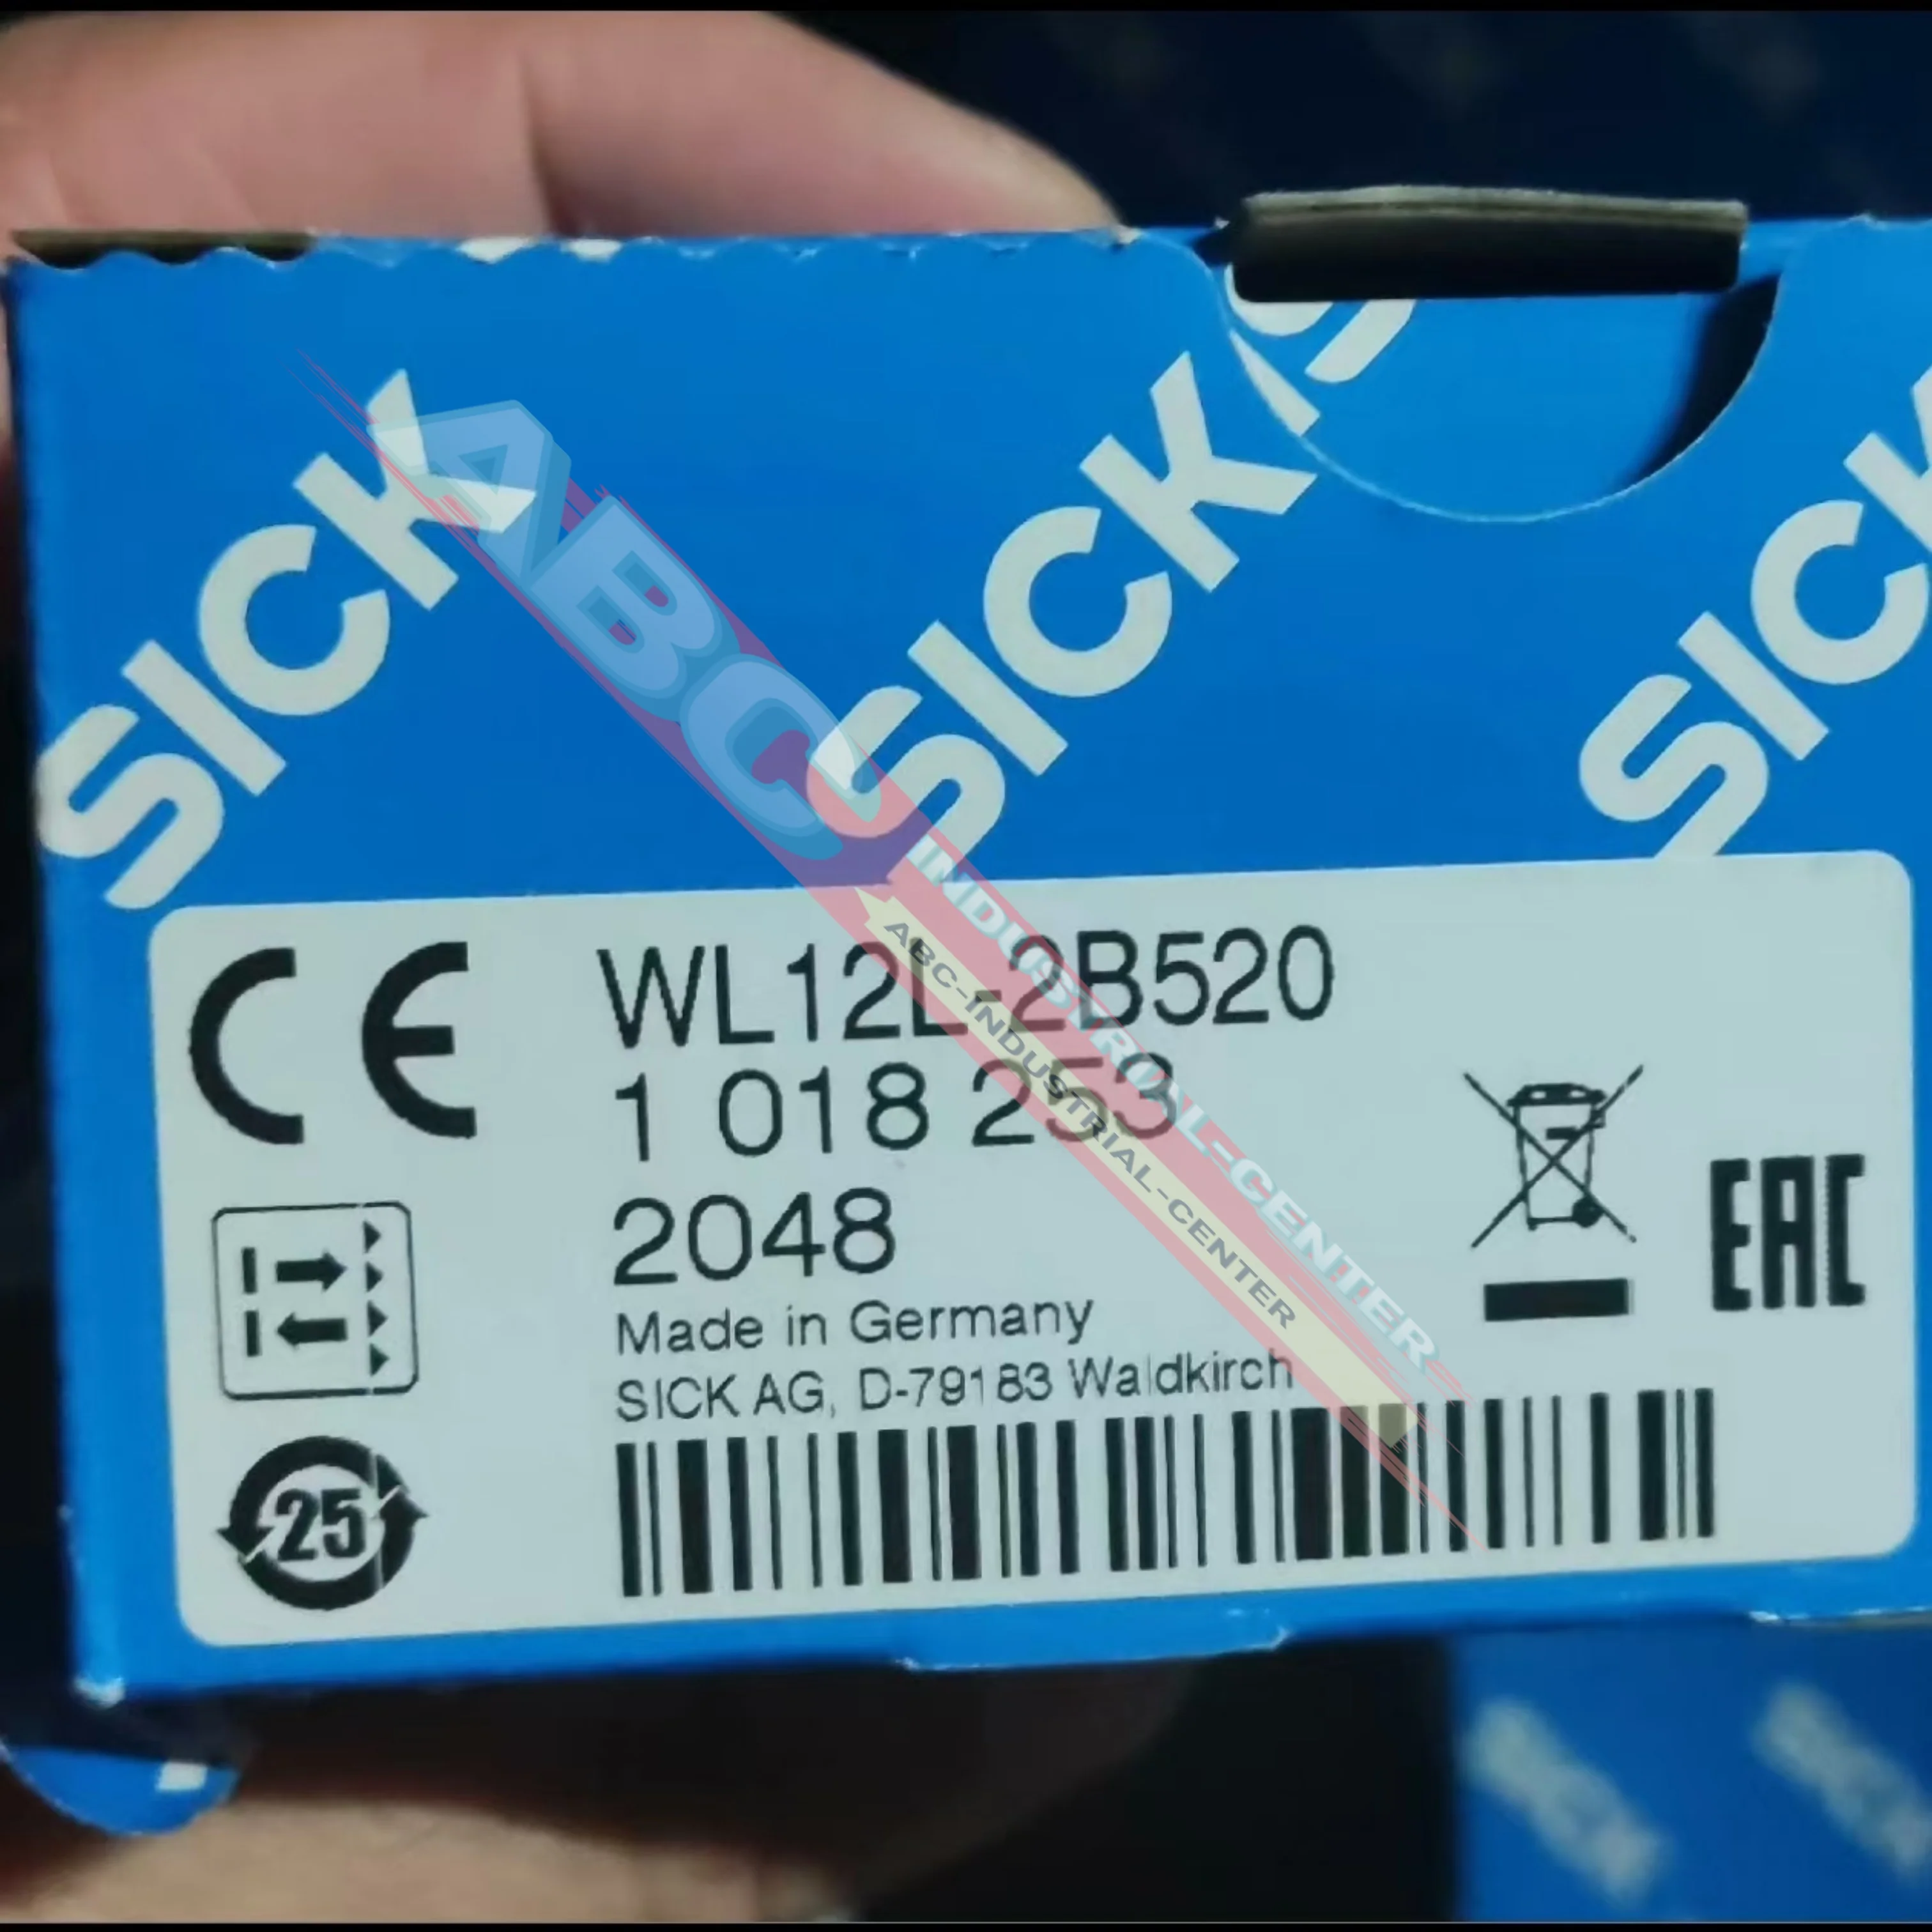 SICK
SICK
SICK
S
ABC
INDUSTRIAL-CENTER
ABC-INDUSTRIAL-CENTER
CE
WL12L-2B520
1 018 253
2048
Made in Germany
SICK AG, D-79183 Waldkirch
EAC
25
SICK